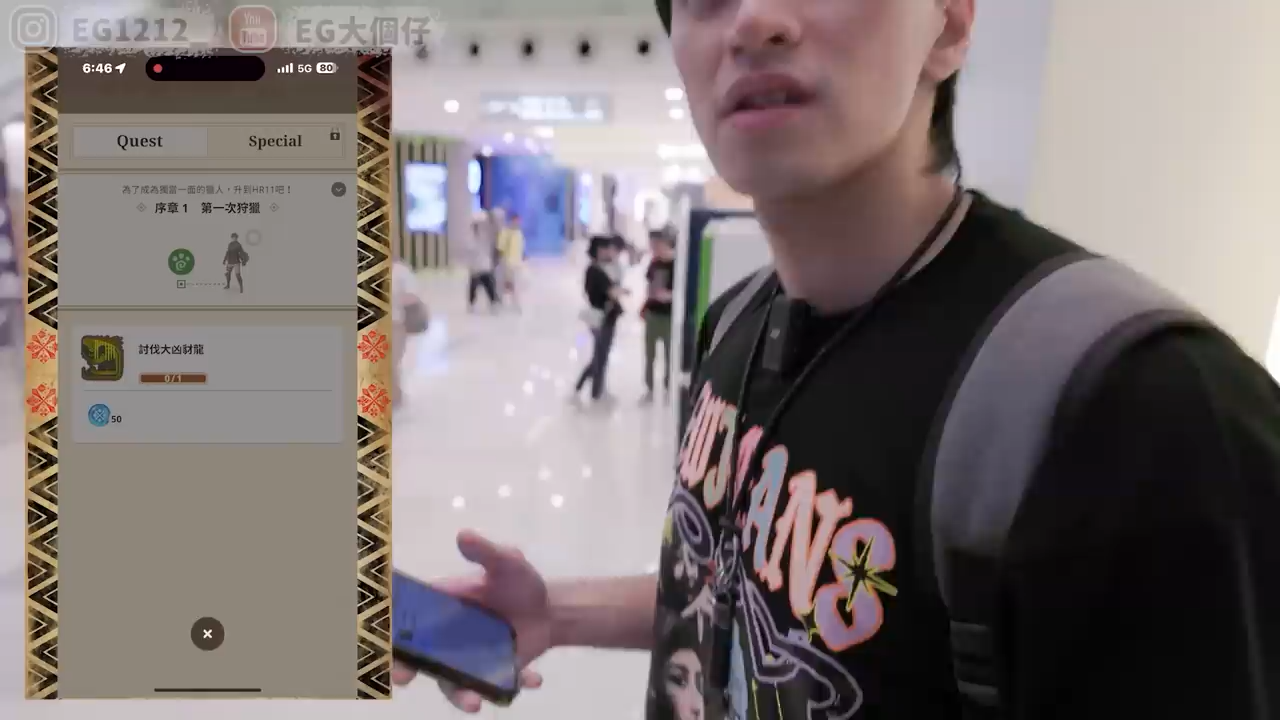 EG1212_
You Tube
EG大個仔
6:46
5G
80
Quest
Special
為了成為獨當一面的獵人，升到HR11吧！
序章 1 第一次狩獵
討伐大凶豺龍
0/1
50